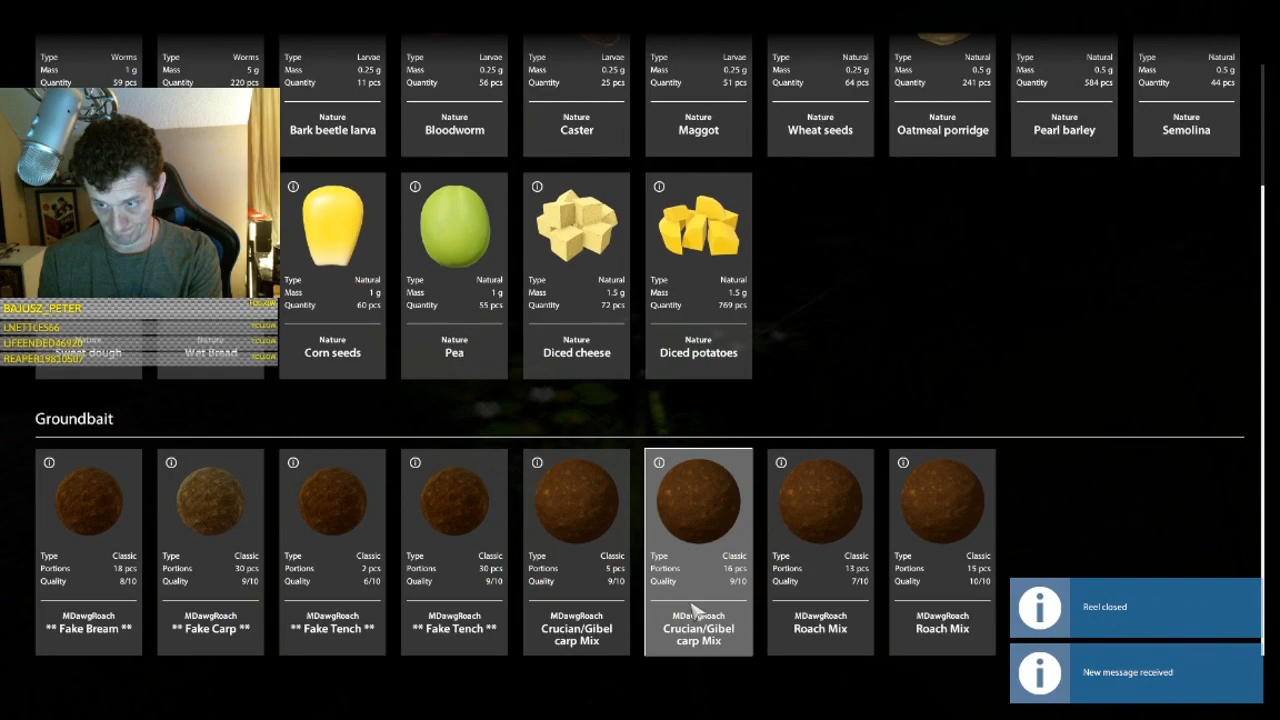 Type Worms
Mass 1 g
Quantity 59 pcs
Type Worms
Mass 5 g
Quantity 220 pcs
Type Larvae
Mass 0.25 g
Quantity 11 pcs
Nature
Bark beetle larva
Type Larvae
Mass 0.25 g
Quantity 56 pcs
Nature
Bloodworm
Type Larvae
Mass 0.25 g
Quantity 25 pcs
Nature
Caster
Type Larvae
Mass 0.25 g
Quantity 51 pcs
Nature
Maggot
Type Natural
Mass 0.25 g
Quantity 64 pcs
Nature
Wheat seeds
Type Natural
Mass 0.5 g
Quantity 241 pcs
Nature
Oatmeal porridge
Type Natural
Mass 0.5 g
Quantity 584 pcs
Nature
Pearl barley
Type Natural
Mass 0.5 g
Quantity 44 pcs
Nature
Semolina
BAJUSZ_PETER FOLLOW
LNETTLES66 FOLLOW
LIFEENDED46920 FOLLOW
REAPER19810507 FOLLOW
Nature
Sweet dough
Nature
Wet Bread
Type Natural
Mass 1 g
Quantity 60 pcs
Nature
Corn seeds
Type Natural
Mass 1 g
Quantity 55 pcs
Nature
Pea
Type Natural
Mass 1.5 g
Quantity 72 pcs
Nature
Diced cheese
Type Natural
Mass 1.5 g
Quantity 769 pcs
Nature
Diced potatoes
Groundbait
Type Classic
Portions 18 pcs
Quality 8/10
MDawgRoach
** Fake Bream **
Type Classic
Portions 30 pcs
Quality 9/10
MDawgRoach
** Fake Carp **
Type Classic
Portions 2 pcs
Quality 6/10
MDawgRoach
** Fake Tench **
Type Classic
Portions 30 pcs
Quality 9/10
MDawgRoach
** Fake Tench **
Type Classic
Portions 5 pcs
Quality 9/10
MDawgRoach
Crucian/Gibel
carp Mix
Type Classic
Portions 16 pcs
Quality 9/10
MDawgRoach
Crucian/Gibel
carp Mix
Type Classic
Portions 13 pcs
Quality 7/10
MDawgRoach
Roach Mix
Type Classic
Portions 15 pcs
Quality 10/10
MDawgRoach
Roach Mix
Reel closed
New message received